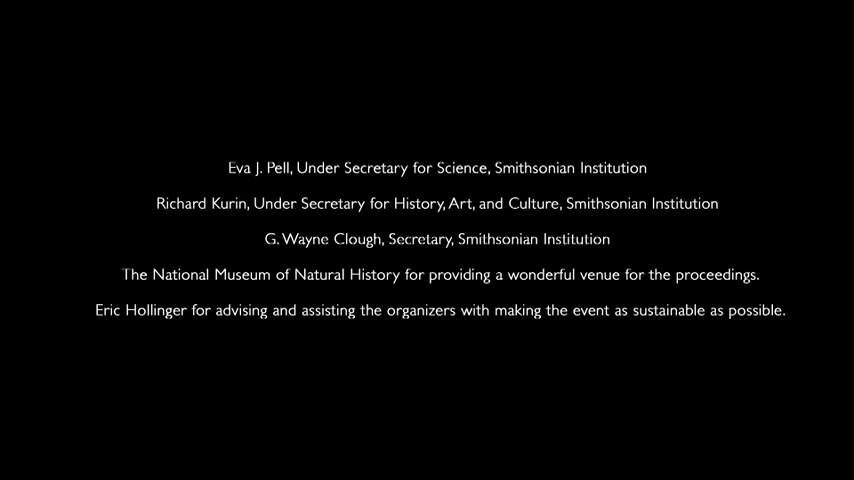 Eva J. Pell, Under Secretary for Science, Smithsonian Institution
Richard Kurin, Under Secretary for History, Art, and Culture, Smithsonian Institution
G. Wayne Clough, Secretary, Smithsonian Institution
The National Museum of Natural History for providing a wonderful venue for the proceedings.
Eric Hollinger for advising and assisting the organizers with making the event as sustainable as possible.